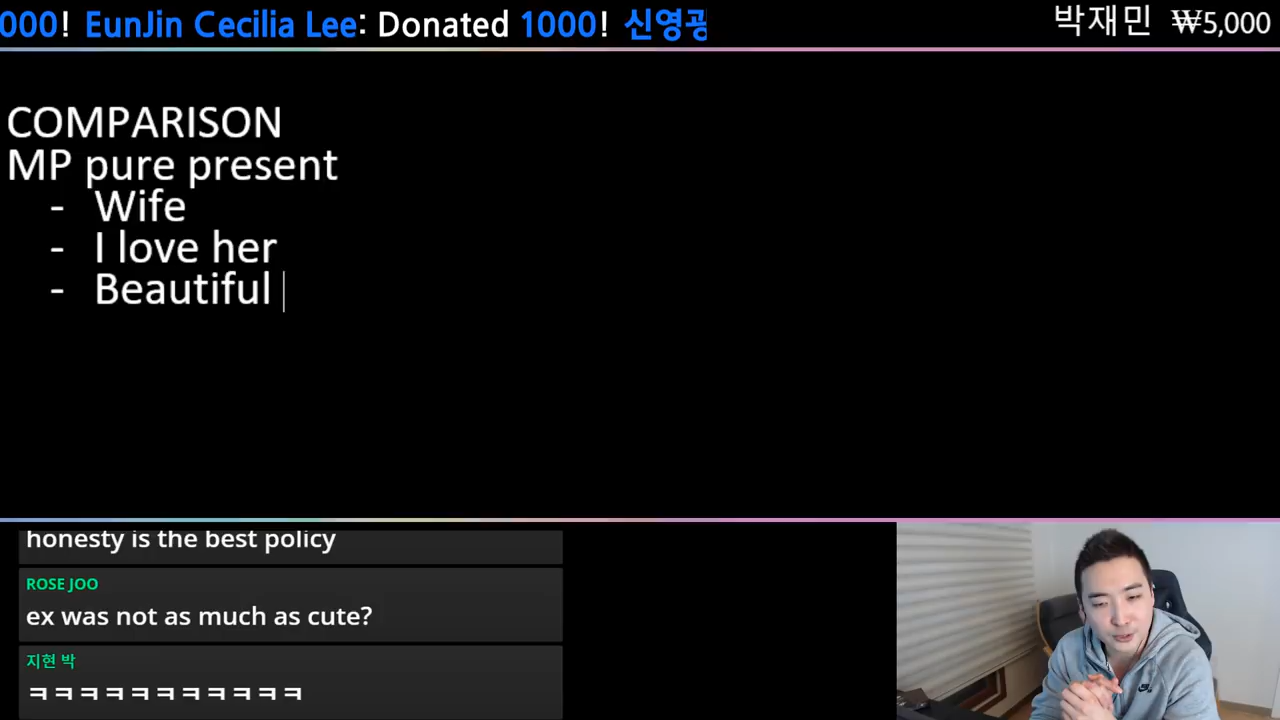 000! EunJin Cecilia Lee: Donated 1000! 신영광
박재민 ₩5,000
COMPARISON
MP pure present
- Wife
- I love her
- Beautiful
honesty is the best policy
ROSE JOO
ex was not as much as cute?
지현 박
ㅋㅋㅋㅋㅋㅋㅋㅋㅋㅋㅋ